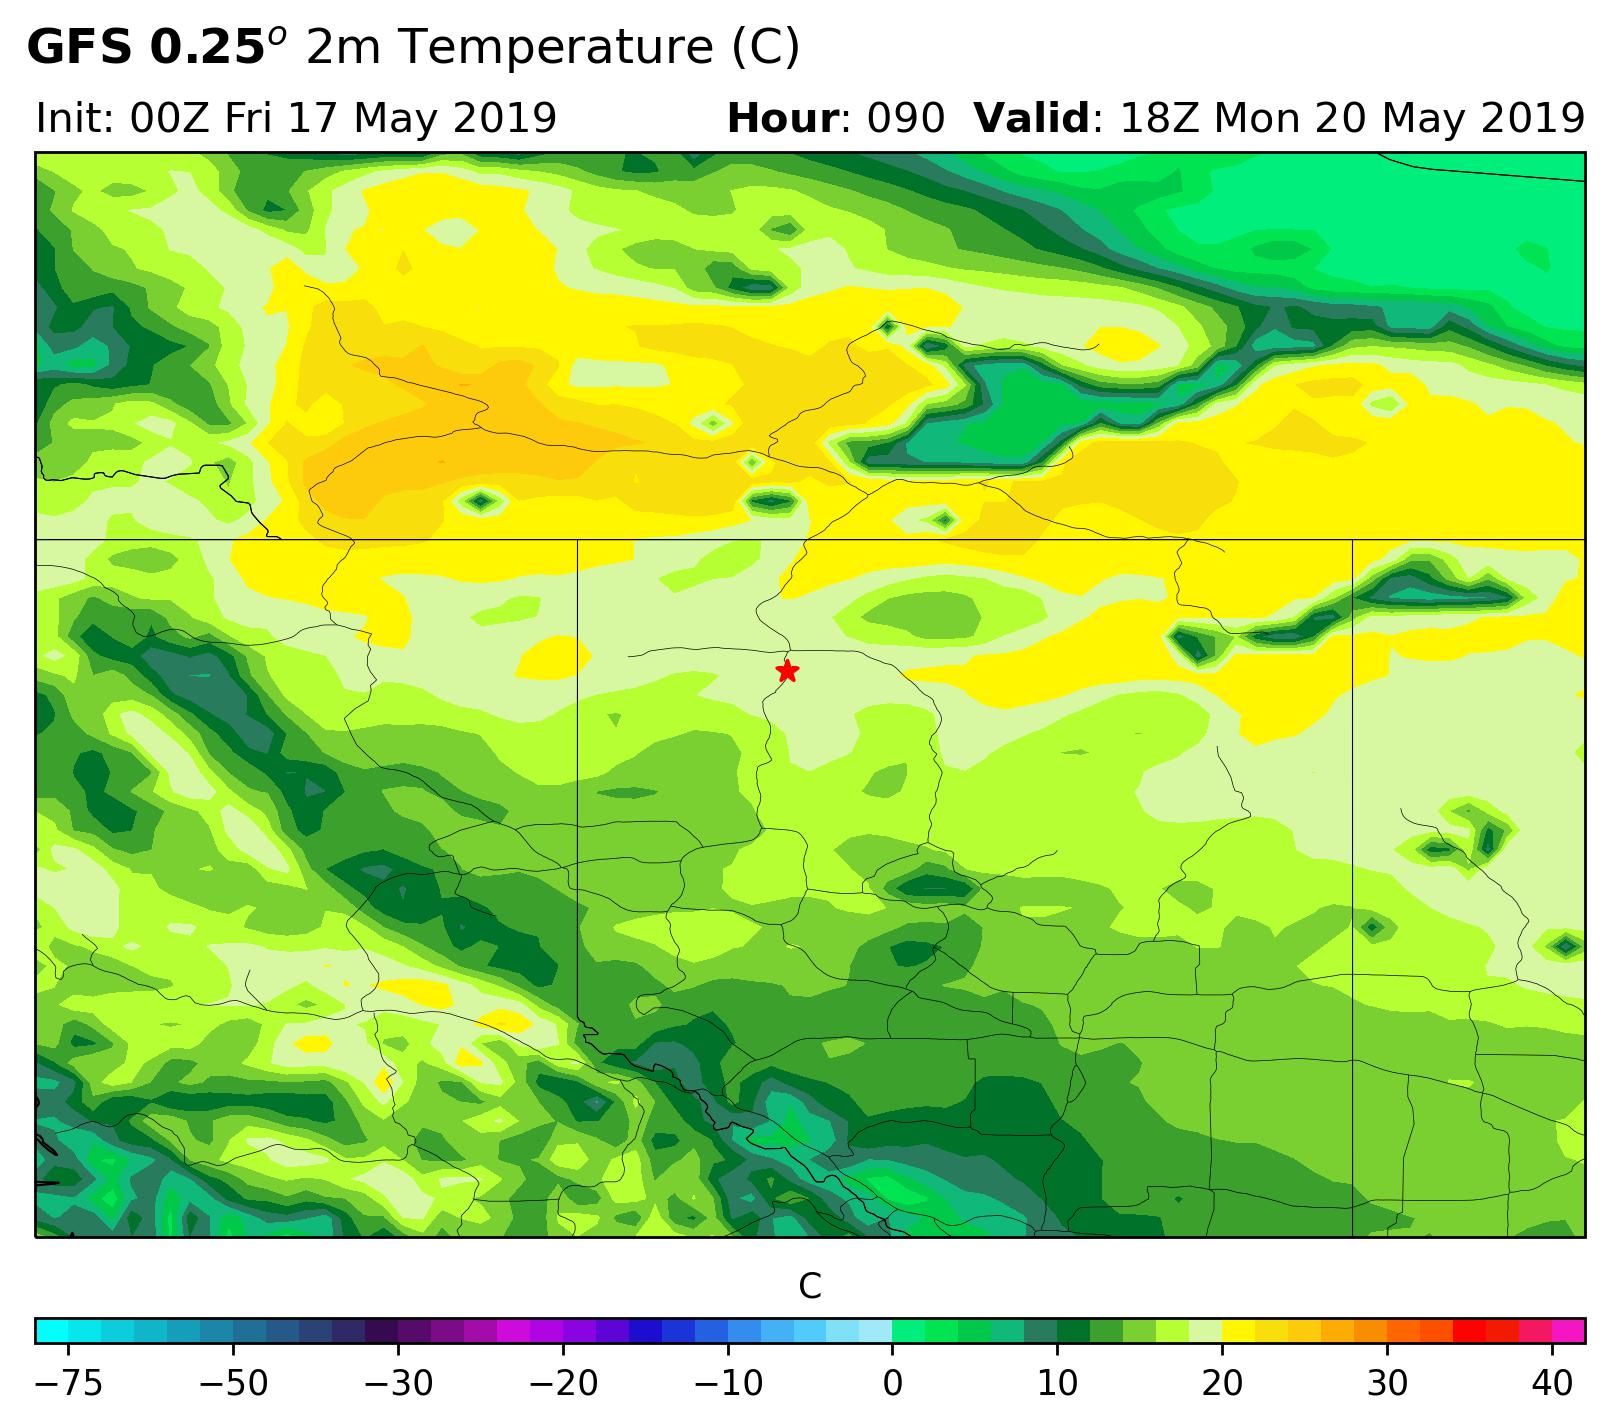 GFS 0.25° 2m Temperature (C)
Init: 00Z Fri 17 May 2019 Hour: 090 Valid: 18Z Mon 20 May 2019
C
−75 −50 −30 −20 −10 0 10 20 30 40